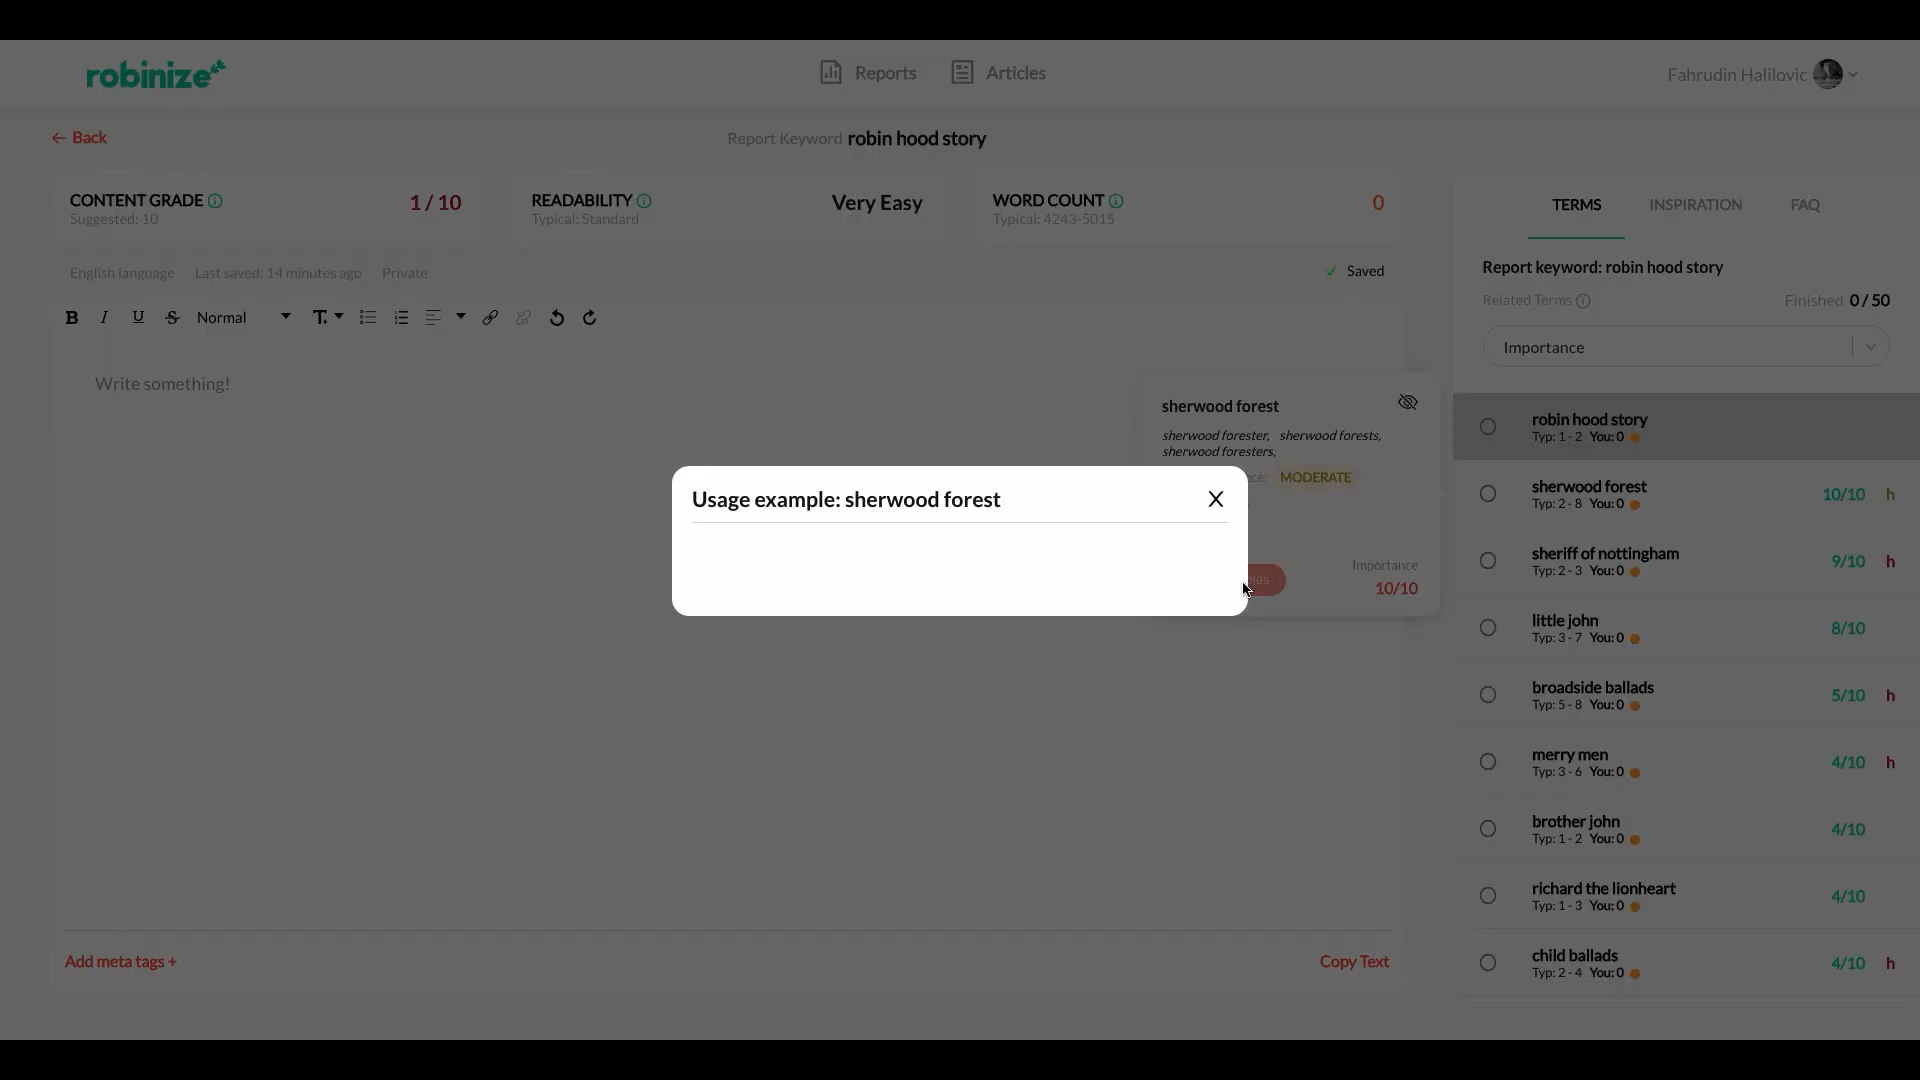 robinize
Reports
Articles
Fahrudin Halilovic
Back
Report Keyword robin hood story
CONTENT GRADE
1 / 10
Suggested: 10
READABILITY
Very Easy
Typical: Standard
WORD COUNT
0
Typical: 4243-5015
TERMS
INSPIRATION
FAQ
English language
Last saved: 14 minutes ago
Private
Saved
Report keyword: robin hood story
Related Terms
Finished 0 / 50
B I U S Normal
Importance
Write something!
sherwood forest
sherwood forester, sherwood forests,
sherwood foresters,
MODERATE
Importance
10/10
Usage example: sherwood forest
X
robin hood story
Typ: 1 - 2 You: 0
sherwood forest
Typ: 2 - 8 You: 0
10/10 h
sheriff of nottingham
Typ: 2 - 3 You: 0
9/10 h
little john
Typ: 3 - 7 You: 0
8/10
broadside ballads
Typ: 5 - 8 You: 0
5/10 h
merry men
Typ: 3 - 6 You: 0
4/10 h
brother john
Typ: 1 - 2 You: 0
4/10
richard the lionheart
Typ: 1 - 3 You: 0
4/10
child ballads
Typ: 2 - 4 You: 0
4/10 h
Add meta tags +
Copy Text